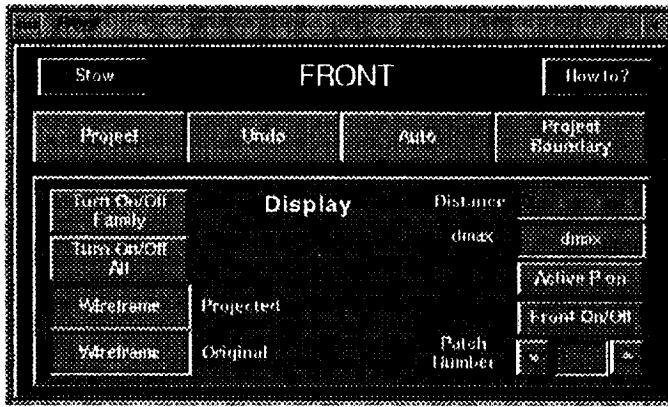 Stow
FRONT
How to?
Project
Undo
Auto
Project
Boundary
Turn On/Off
Family
Display
Distance
Turn On/Off
All
dmax
dmax
Active P on
Wireframe
Projected
Front On/Off
Wireframe
Original
Patch
Number